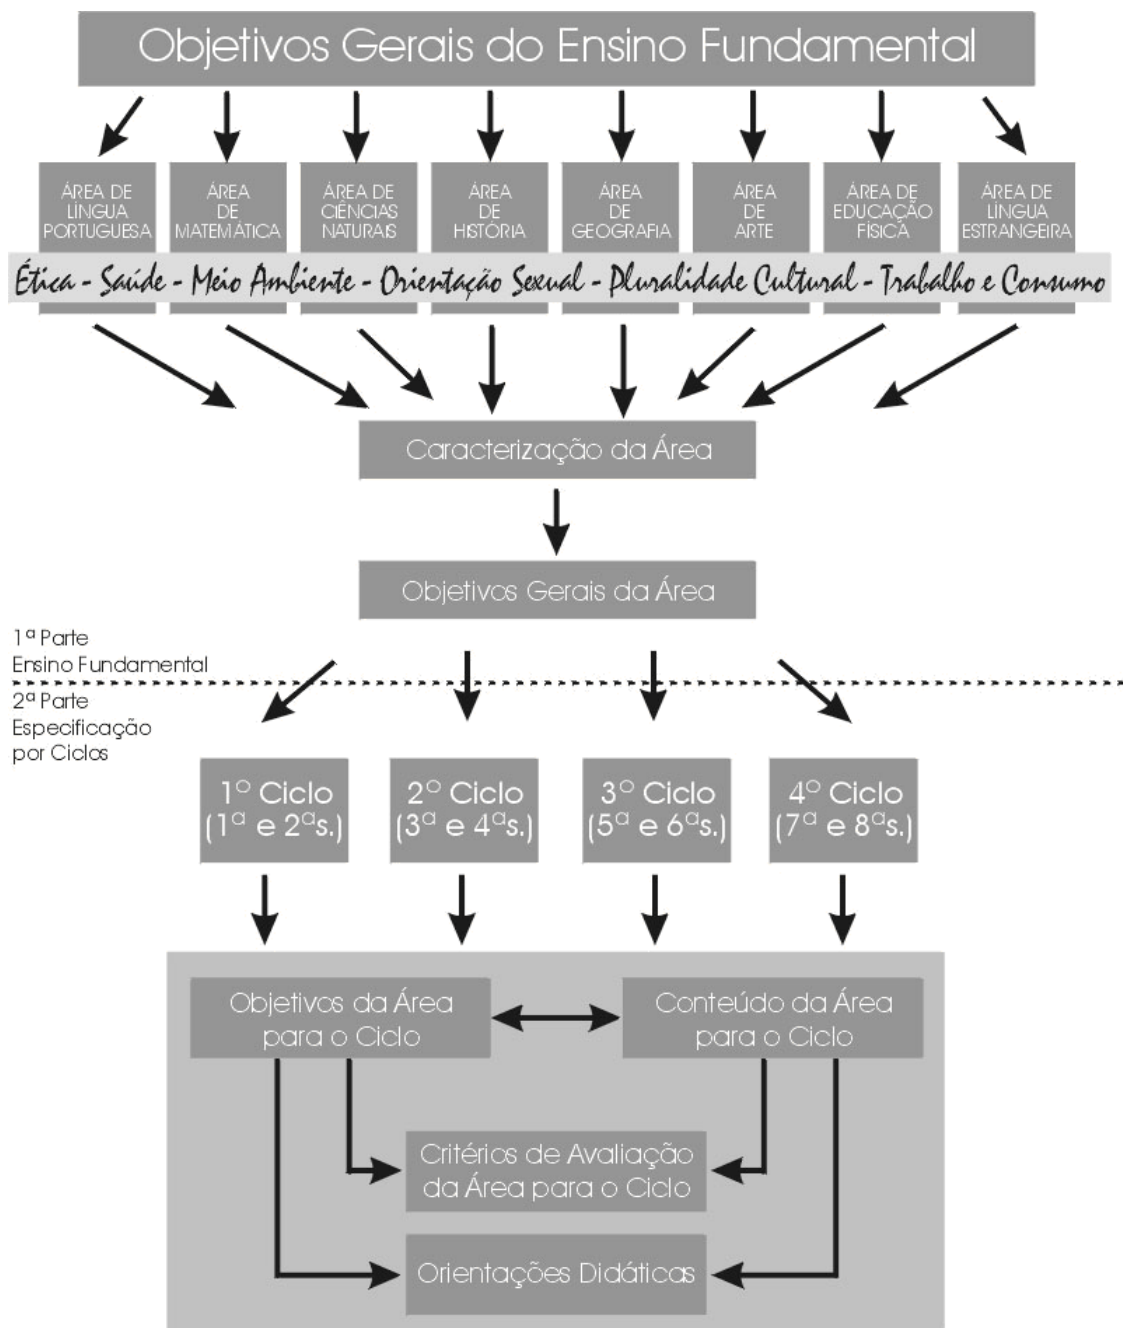 Objetivos Gerais do Ensino Fundamental
ÁREA DE
LÍNGUA
PORTUGUESA
ÁREA
DE
MATEMÁTICA
ÁREA DE
CIÊNCIAS
NATURAIS
ÁREA
DE
HISTÓRIA
ÁREA
DE
GEOGRAFIA
ÁREA
DE
ARTE
ÁREA DE
EDUCAÇÃO
FÍSICA
ÁREA DE
LÍNGUA
ESTRANGEIRA
Ética - Saúde - Meio Ambiente - Orientação Sexual - Pluralidade Cultural - Trabalho e Consumo
Caracterização da Área
Objetivos Gerais da Área
1ª Parte
Ensino Fundamental
2ª Parte
Especificação
por Ciclos
1º Ciclo
(1ª e 2ªs.)
2º Ciclo
(3ª e 4ªs.)
3º Ciclo
(5ª e 6ªs.)
4º Ciclo
(7ª e 8ªs.)
Objetivos da Área
para o Ciclo
Conteúdo da Área
para o Ciclo
Critérios de Avaliação
da Área para o Ciclo
Orientações Didáticas